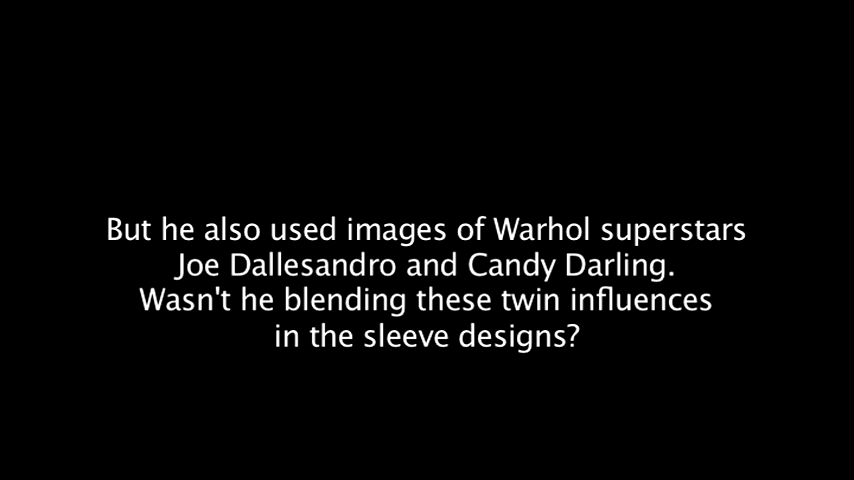 But he also used images of Warhol superstars
Joe Dallesandro and Candy Darling.
Wasn't he blending these twin influences
in the sleeve designs?